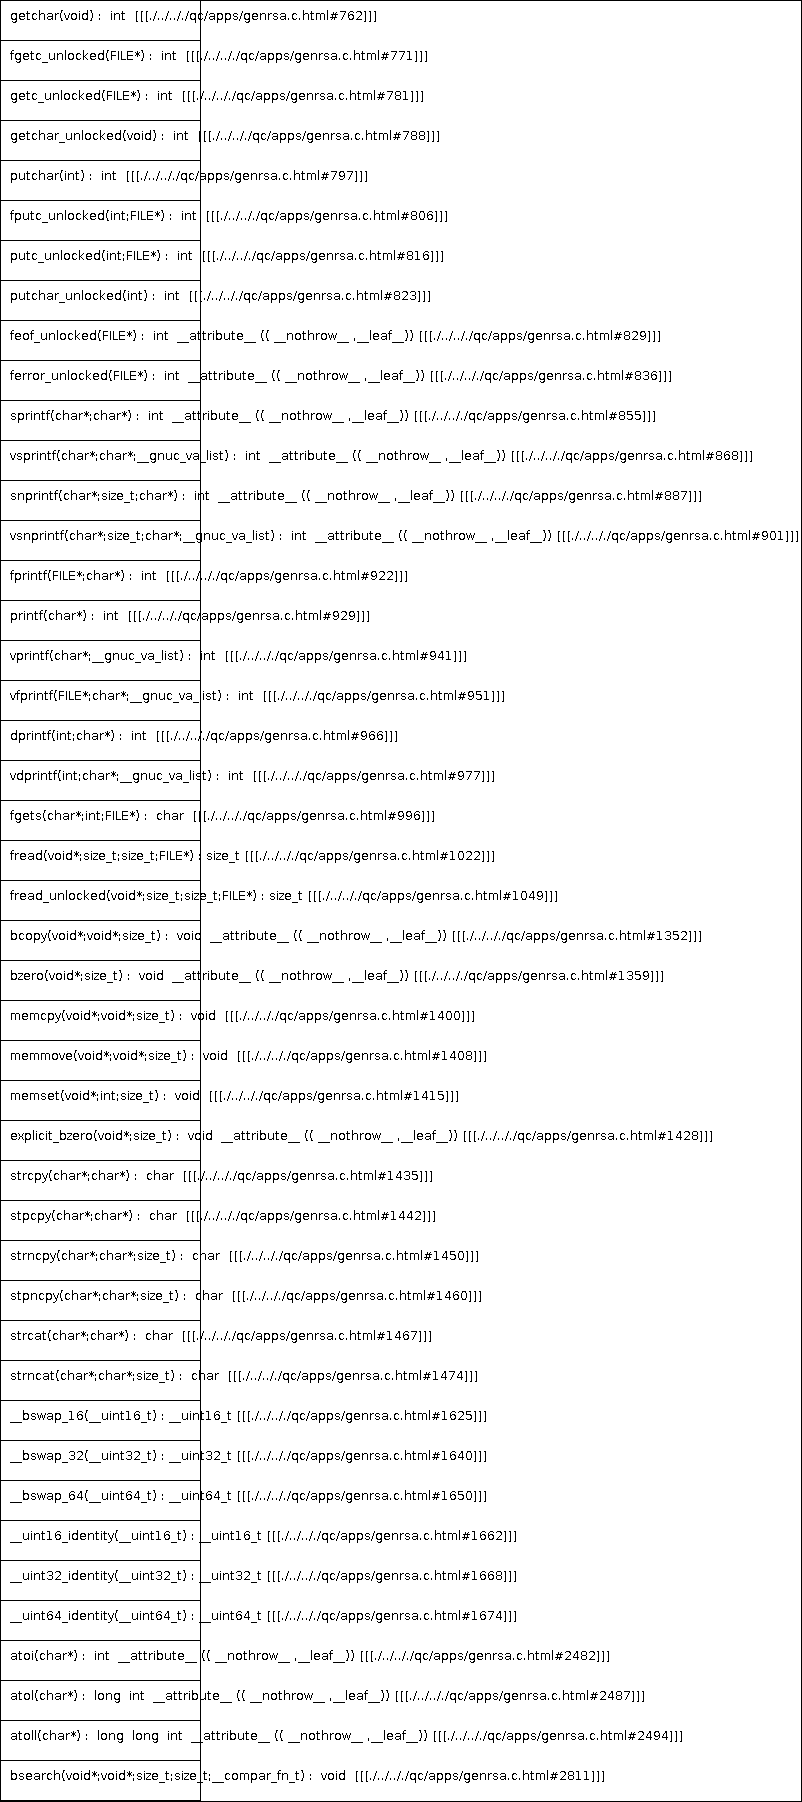 getchar(void) : int [[[./../../../qc/apps/genrsa.c.html#762]]]
fgetc_unlocked(FILE*) : int [[[./../../../qc/apps/genrsa.c.html#771]]]
getc_unlocked(FILE*) : int [[[./../../../qc/apps/genrsa.c.html#781]]]
getchar_unlocked(void) : int [[[./../../../qc/apps/genrsa.c.html#788]]]
putchar(int) : int [[[./../../../qc/apps/genrsa.c.html#797]]]
fputc_unlocked(int;FILE*) : int [[[./../../../qc/apps/genrsa.c.html#806]]]
putc_unlocked(int;FILE*) : int [[[./../../../qc/apps/genrsa.c.html#816]]]
putchar_unlocked(int) : int [[[./../../../qc/apps/genrsa.c.html#823]]]
feof_unlocked(FILE*) : int __attribute__ (( __nothrow__ ,__leaf__)) [[[./../../../qc/apps/genrsa.c.html#829]]]
ferror_unlocked(FILE*) : int __attribute__ (( __nothrow__ ,__leaf__)) [[[./../../../qc/apps/genrsa.c.html#836]]]
sprintf(char*;char*) : int __attribute__ (( __nothrow__ ,__leaf__)) [[[./../../../qc/apps/genrsa.c.html#855]]]
vsprintf(char*;char*;__gnuc_va_list) : int __attribute__ (( __nothrow__ ,__leaf__)) [[[./../../../qc/apps/genrsa.c.html#868]]]
snprintf(char*;size_t;char*) : int __attribute__ (( __nothrow__ ,__leaf__)) [[[./../../../qc/apps/genrsa.c.html#887]]]
vsnprintf(char*;size_t;char*;__gnuc_va_list) : int __attribute__ (( __nothrow__ ,__leaf__)) [[[./../../../qc/apps/genrsa.c.html#901]]]
fprintf(FILE*;char*) : int [[[./../../../qc/apps/genrsa.c.html#922]]]
printf(char*) : int [[[./../../../qc/apps/genrsa.c.html#929]]]
vprintf(char*;__gnuc_va_list) : int [[[./../../../qc/apps/genrsa.c.html#941]]]
vfprintf(FILE*;char*;__gnuc_va_list) : int [[[./../../../qc/apps/genrsa.c.html#951]]]
dprintf(int;char*) : int [[[./../../../qc/apps/genrsa.c.html#966]]]
vdprintf(int;char*;__gnuc_va_list) : int [[[./../../../qc/apps/genrsa.c.html#977]]]
fgets(char*;int;FILE*) : char [[[./../../../qc/apps/genrsa.c.html#996]]]
fread(void*;size_t;size_t;FILE*) : size_t [[[./../../../qc/apps/genrsa.c.html#1022]]]
fread_unlocked(void*;size_t;size_t;FILE*) : size_t [[[./../../../qc/apps/genrsa.c.html#1049]]]
bcopy(void*;void*;size_t) : void __attribute__ (( __nothrow__ ,__leaf__)) [[[./../../../qc/apps/genrsa.c.html#1352]]]
bzero(void*;size_t) : void __attribute__ (( __nothrow__ ,__leaf__)) [[[./../../../qc/apps/genrsa.c.html#1359]]]
memcpy(void*;void*;size_t) : void [[[./../../../qc/apps/genrsa.c.html#1400]]]
memmove(void*;void*;size_t) : void [[[./../../../qc/apps/genrsa.c.html#1408]]]
memset(void*;int;size_t) : void [[[./../../../qc/apps/genrsa.c.html#1415]]]
explicit_bzero(void*;size_t) : void __attribute__ (( __nothrow__ ,__leaf__)) [[[./../../../qc/apps/genrsa.c.html#1428]]]
strcpy(char*;char*) : char [[[./../../../qc/apps/genrsa.c.html#1435]]]
stpcpy(char*;char*) : char [[[./../../../qc/apps/genrsa.c.html#1442]]]
strncpy(char*;char*;size_t) : char [[[./../../../qc/apps/genrsa.c.html#1450]]]
stpncpy(char*;char*;size_t) : char [[[./../../../qc/apps/genrsa.c.html#1460]]]
strcat(char*;char*) : char [[[./../../../qc/apps/genrsa.c.html#1467]]]
strncat(char*;char*;size_t) : char [[[./../../../qc/apps/genrsa.c.html#1474]]]
__bswap_16(__uint16_t) : __uint16_t [[[./../../../qc/apps/genrsa.c.html#1625]]]
__bswap_32(__uint32_t) : __uint32_t [[[./../../../qc/apps/genrsa.c.html#1640]]]
__bswap_64(__uint64_t) : __uint64_t [[[./../../../qc/apps/genrsa.c.html#1650]]]
__uint16_identity(__uint16_t) : __uint16_t [[[./../../../qc/apps/genrsa.c.html#1662]]]
__uint32_identity(__uint32_t) : __uint32_t [[[./../../../qc/apps/genrsa.c.html#1668]]]
__uint64_identity(__uint64_t) : __uint64_t [[[./../../../qc/apps/genrsa.c.html#1674]]]
atoi(char*) : int __attribute__ (( __nothrow__ ,__leaf__)) [[[./../../../qc/apps/genrsa.c.html#2482]]]
atol(char*) : long int __attribute__ (( __nothrow__ ,__leaf__)) [[[./../../../qc/apps/genrsa.c.html#2487]]]
atoll(char*) : long long int __attribute__ (( __nothrow__ ,__leaf__)) [[[./../../../qc/apps/genrsa.c.html#2494]]]
bsearch(void*;void*;size_t;size_t;__compar_fn_t) : void [[[./../../../qc/apps/genrsa.c.html#2811]]]